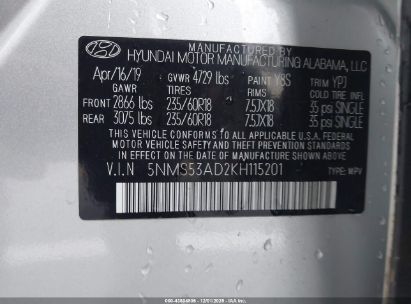 MANUFACTURED BY
HYUNDAI MOTOR MANUFACTURING ALABAMA, LLC
Apr/16/19 GVWR 4729 lbs PAINT Y8S TRIM YPJ
GAWR TIRES RIMS COLD TIRE INFL
FRONT 2866 lbs 235/60R18 7.5JX18 35 psi SINGLE
REAR 3075 lbs 235/60R18 7.5JX18 35 psi SINGLE
THIS VEHICLE CONFORMS TO ALL APPLICABLE U.S.A. FEDERAL
MOTOR VEHICLE SAFETY AND THEFT PREVENTION
STANDARDS IN EFFECT ON THE DATE OF MANUFACTURE SHOWN ABOVE.
V.I.N 5NMS53AD2KH115201 TYPE: MPV